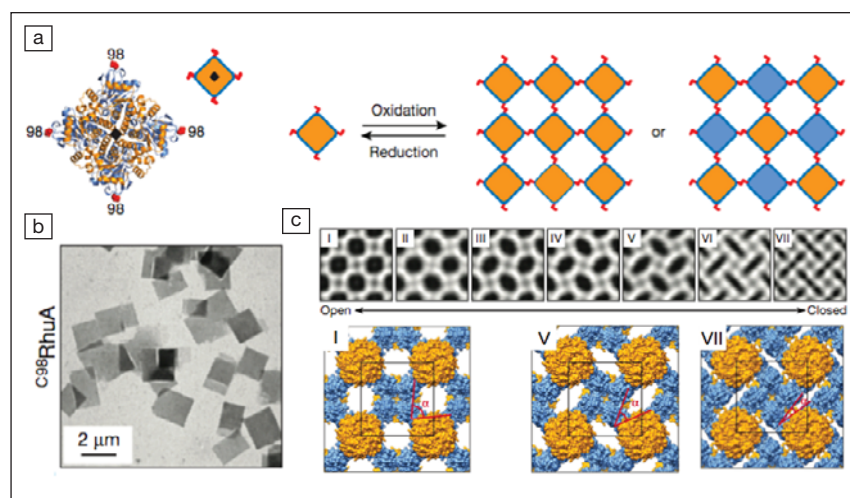 a
98
98
98
98
Oxidation
Reduction
or
b
C98RhuA
2 μm
c
I
II
III
IV
V
VI
VII
Open
Closed
I
α
V
α
VII